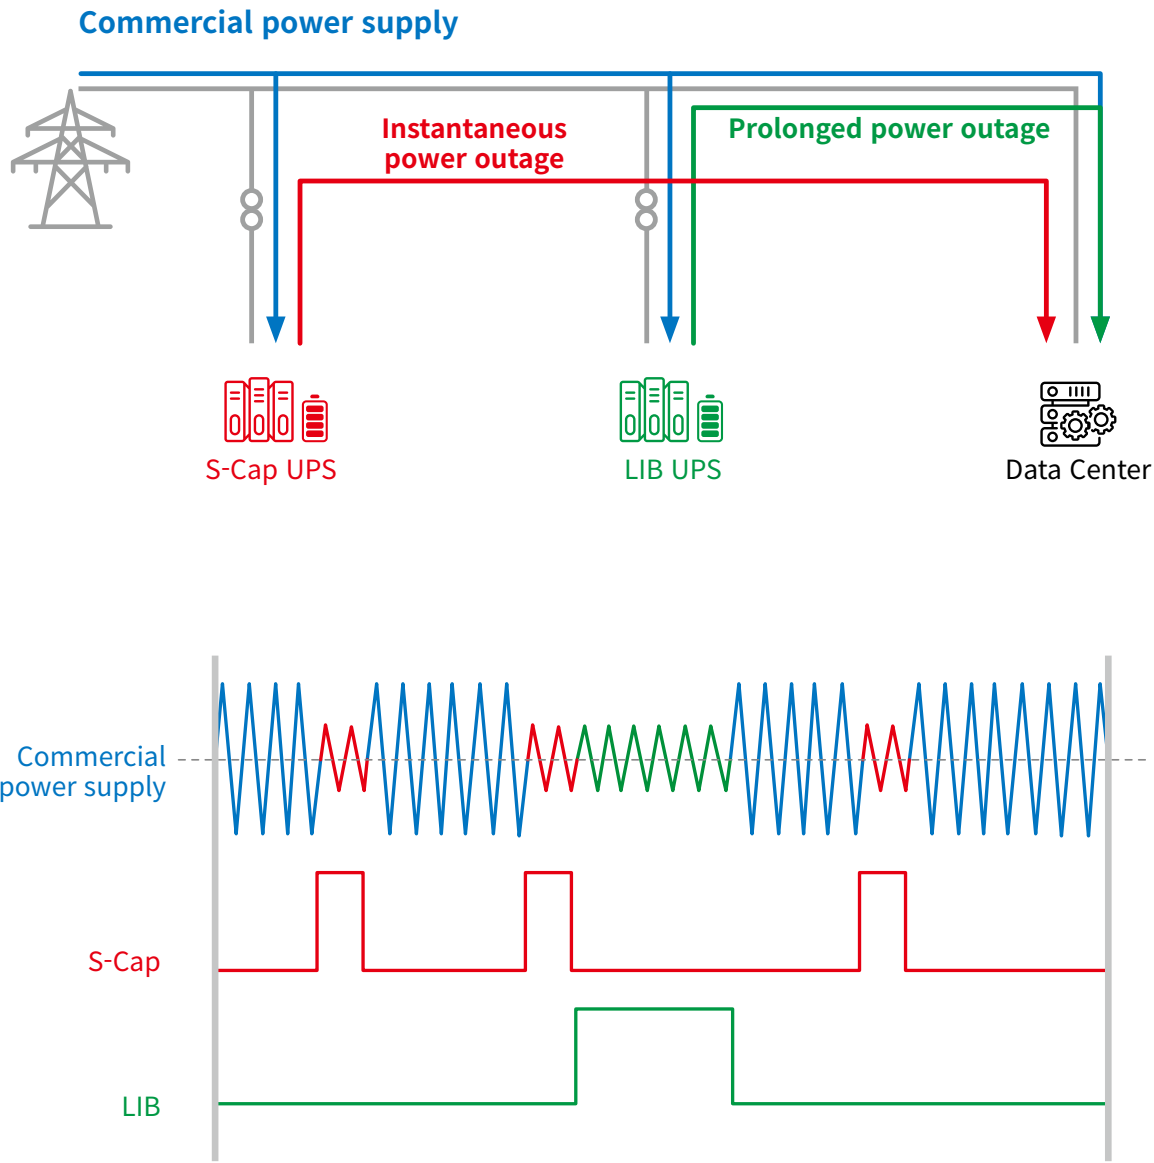 Commercial power supply
Instantaneous
power outage
Prolonged power outage
S-Cap UPS
LIB UPS
Data Center
Commercial
power supply
S-Cap
LIB